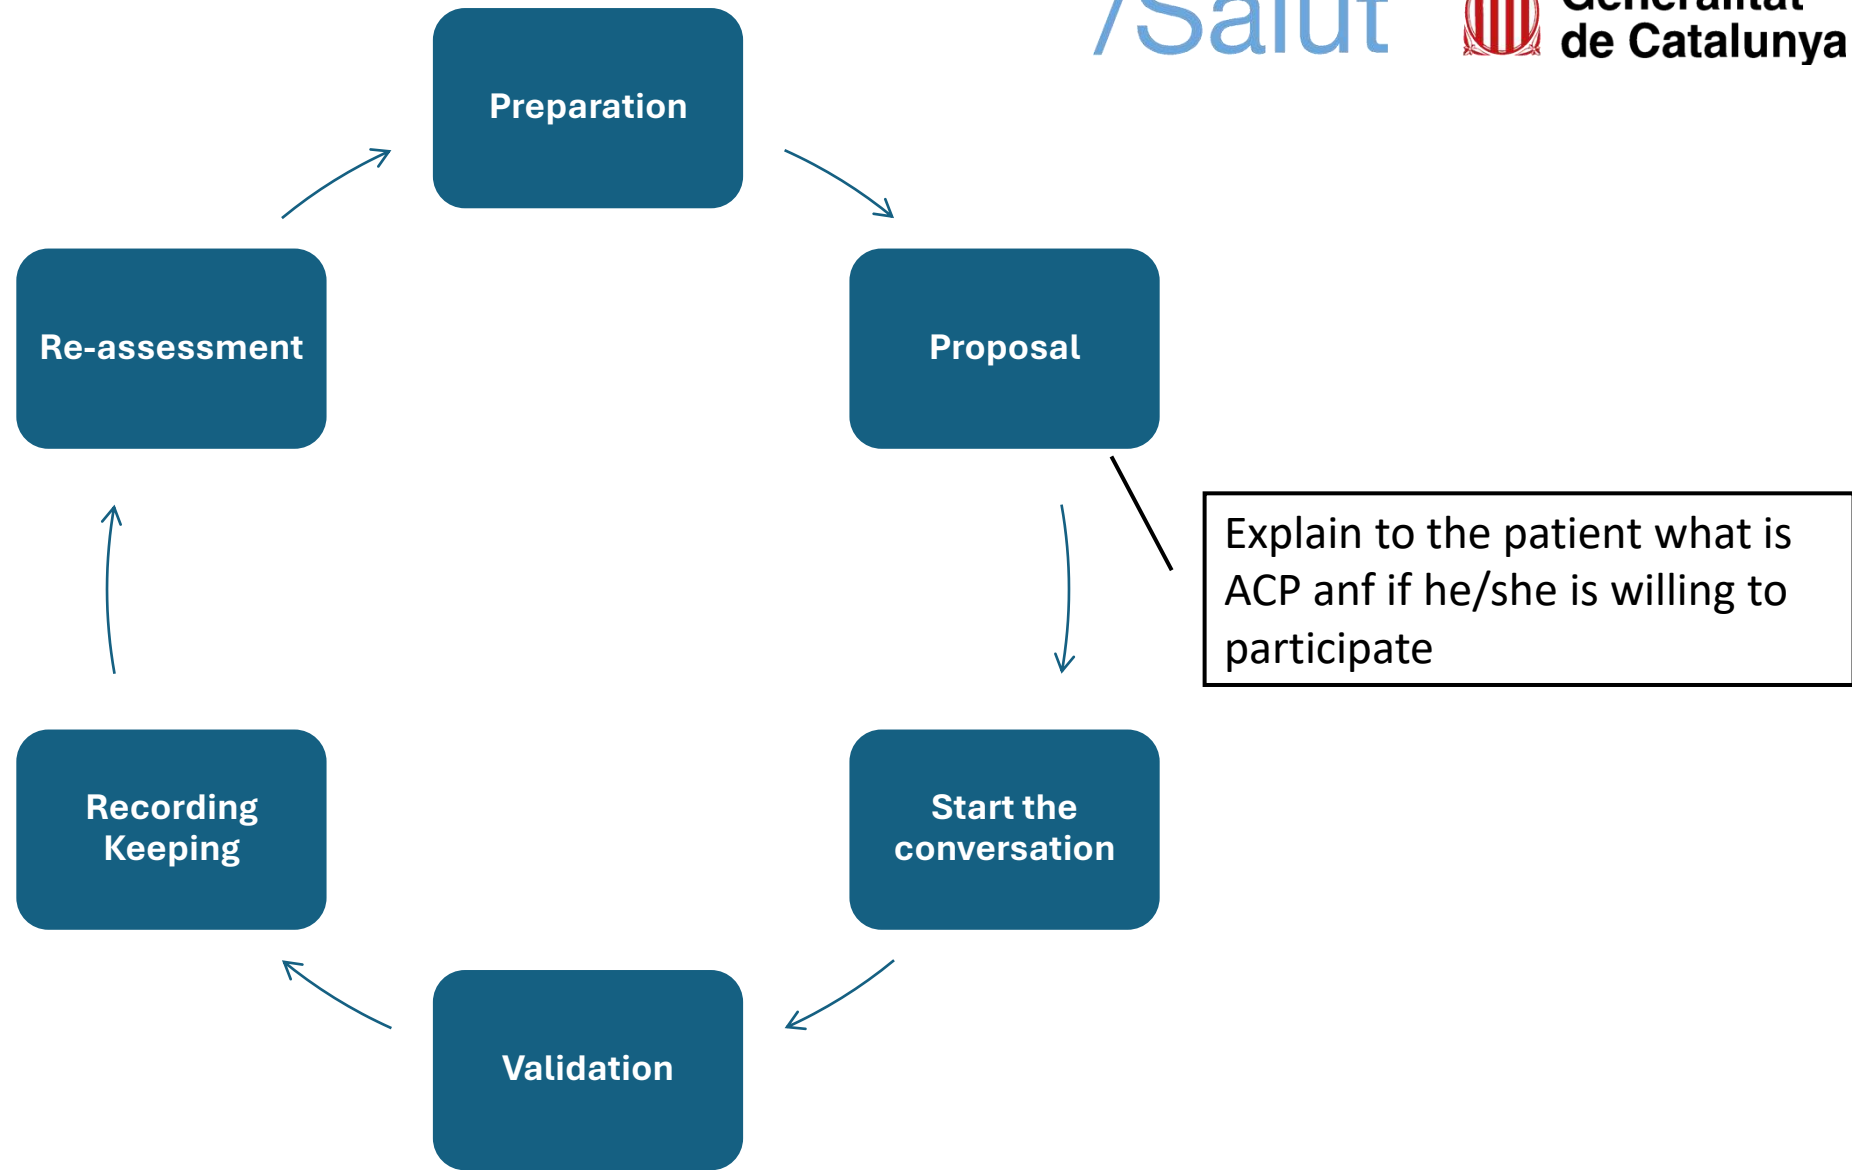 /Salut
Generalitat
de Catalunya
Preparation
Proposal
Explain to the patient what is
ACP anf if he/she is willing to
participate
Start the
conversation
Validation
Recording
Keeping
Re-assessment